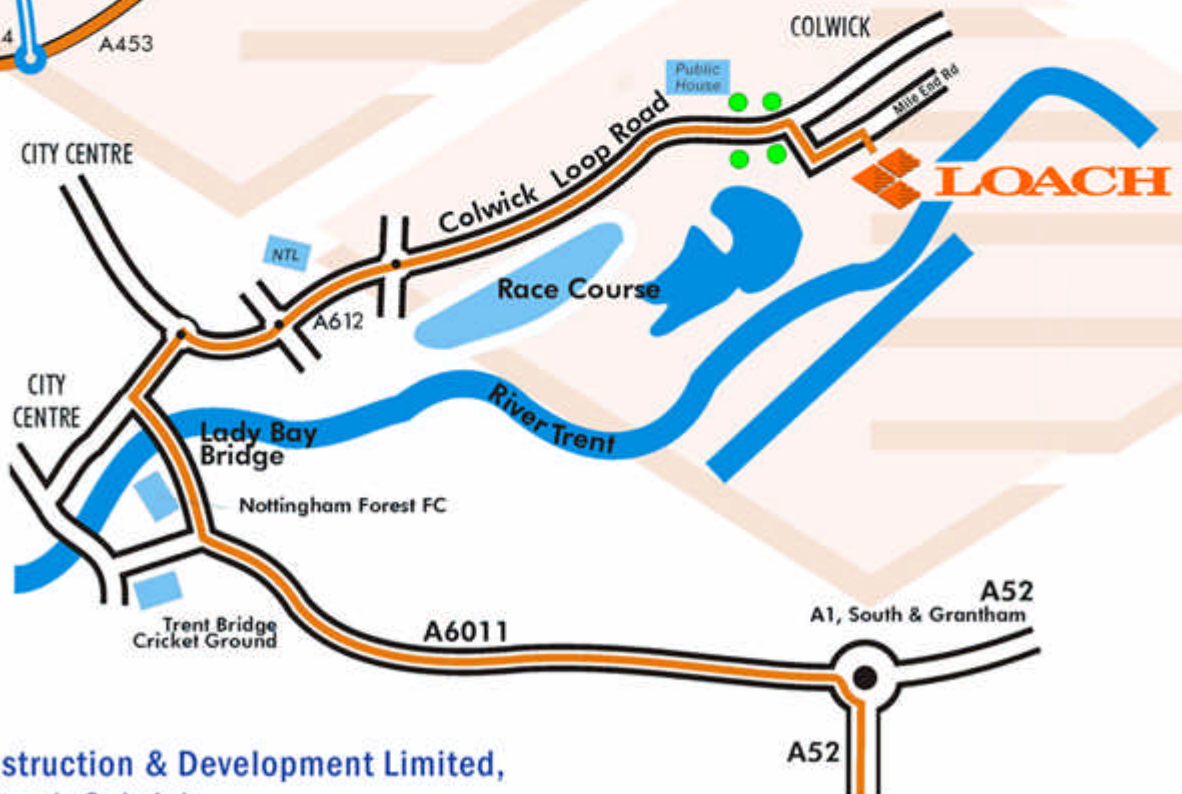 4
A453
COLWICK
Public
House
Mile End Rd
Colwick Loop Road
CITY CENTRE
LOACH
NTL
Race Course
A612
CITY
CENTRE
River Trent
Lady Bay
Bridge
Nottingham Forest FC
A52
A1, South & Grantham
Trent Bridge
Cricket Ground
A6011
A52
struction & Development Limited,